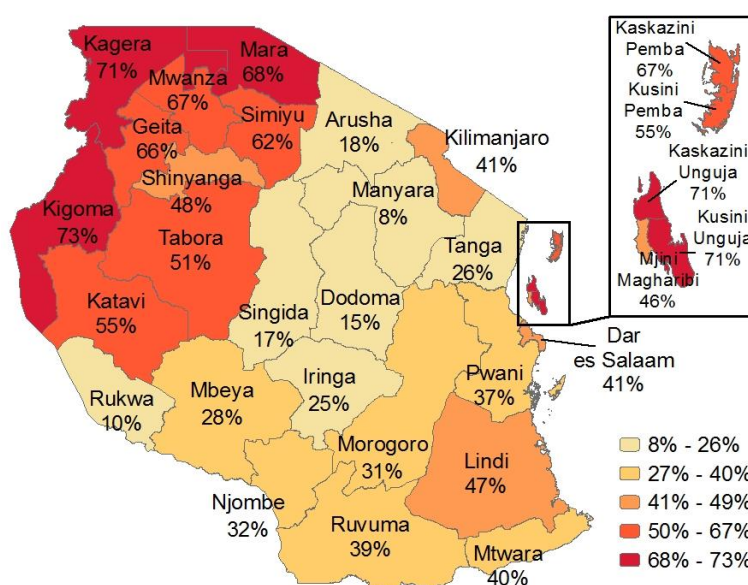 Kagera
71%
Mara
68%
Mwanza
67%
Simiyu
62%
Geita
66%
Shinyanga
48%
Arusha
18%
Kilimanjaro
41%
Manyara
8%
Kigoma
73%
Tabora
51%
Tanga
26%
Katavi
55%
Singida
17%
Dodoma
15%
Rukwa
10%
Mbeya
28%
Iringa
25%
Morogoro
31%
Pwani
37%
Dar
es Salaam
41%
Lindi
47%
Njombe
32%
Ruvuma
39%
Mtwara
40%
Kaskazini
Pemba
67%
Kusini
Pemba
55%
Kaskazini
Unguja
71%
Kusini
Unguja
71%
Mjini
Magharibi
46%
8% - 26%
27% - 40%
41% - 49%
50% - 67%
68% - 73%